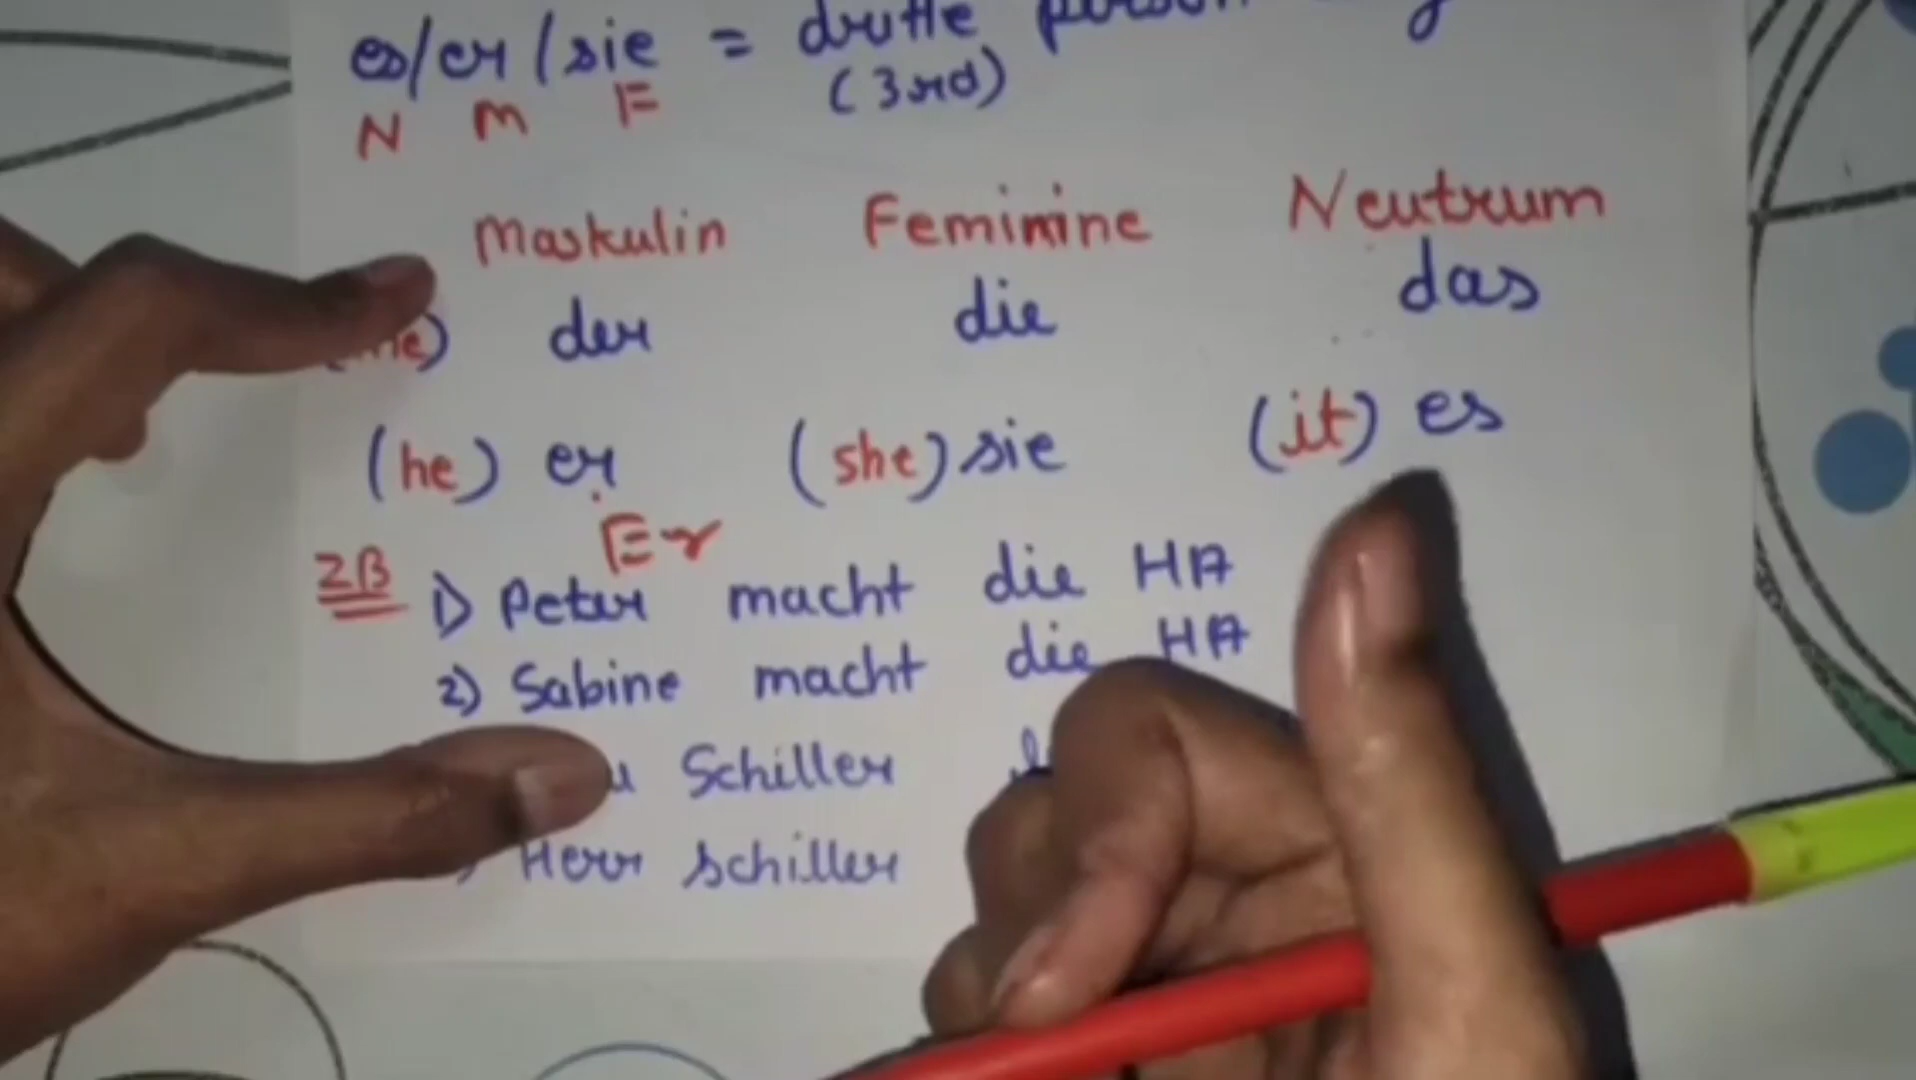 es/er/sie = dritte person
N M F (3rd)
Maskulin Feminine Neutrum
der die das
(he) er (she) sie (it) es
Er
ZB 1) Peter macht die HA
2) Sabine macht die HA
Schiller
Herr Schiller